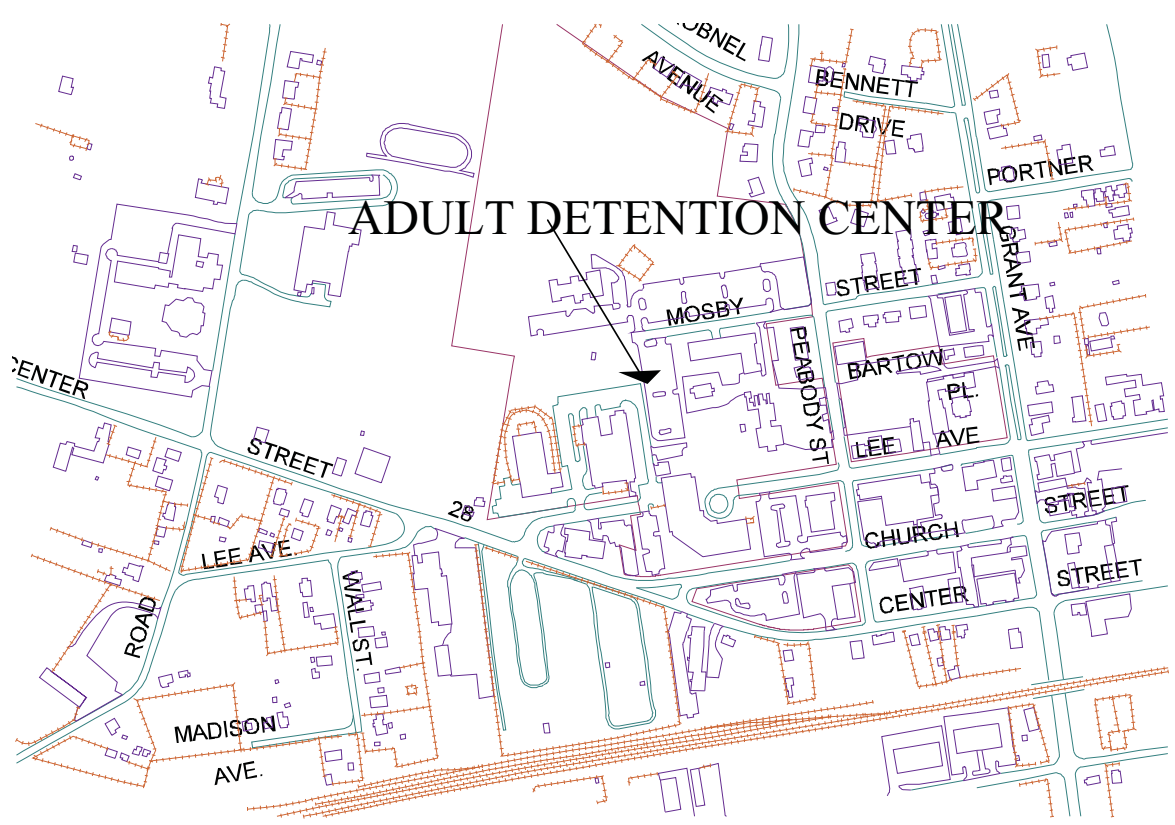 AVENUE
BENNETT
DRIVE
PORTNER
ADULT DETENTION CENTER
GRANT AVE
STREET
MOSBY
PEABODY ST
BARTOW
PL.
CENTER
STREET
LEE AVE
28
STREET
CHURCH
LEE AVE.
STREET
WALL ST.
CENTER
ROAD
MADISON
AVE.